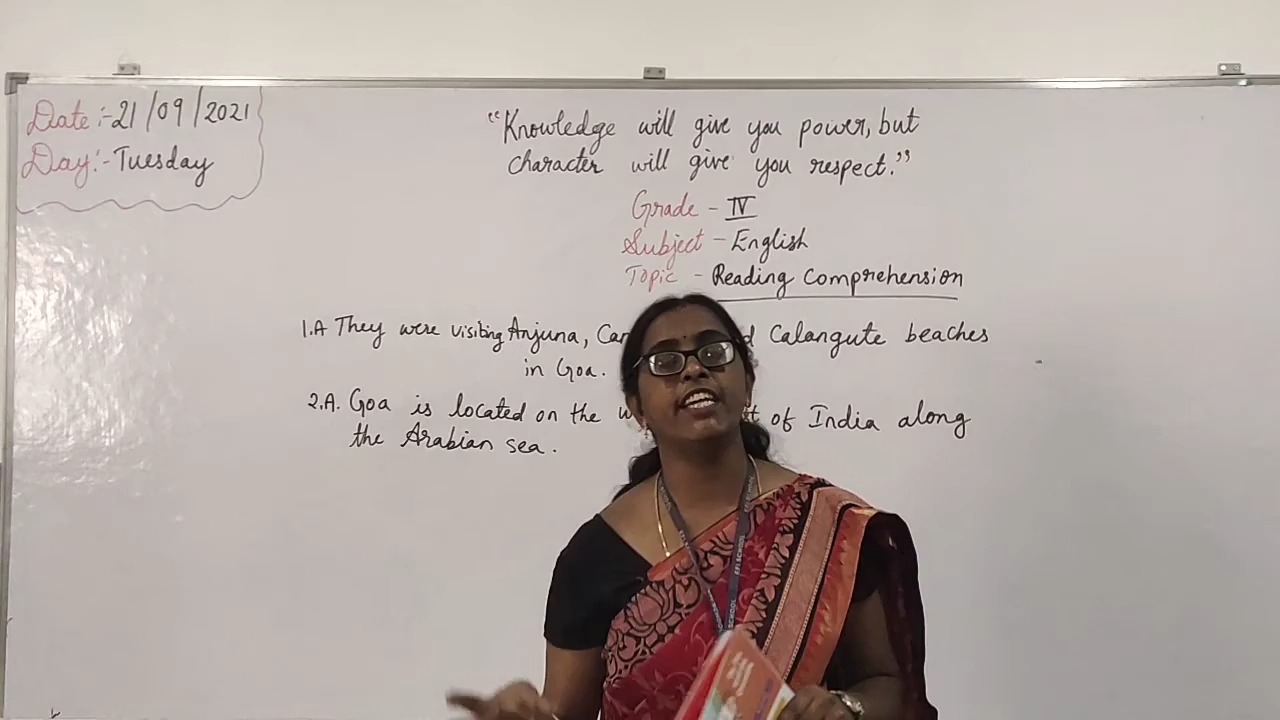 Date :- 21/09/2021
Day :- Tuesday
"Knowledge will give you power, but
character will give you respect."
Grade - IV
Subject - English
Topic - Reading Comprehension
1.A They were visiting Anjuna, Calangute beaches
in Goa.
2.A. Goa is located on the of India along
the Arabian sea.
EFI SCHOOL